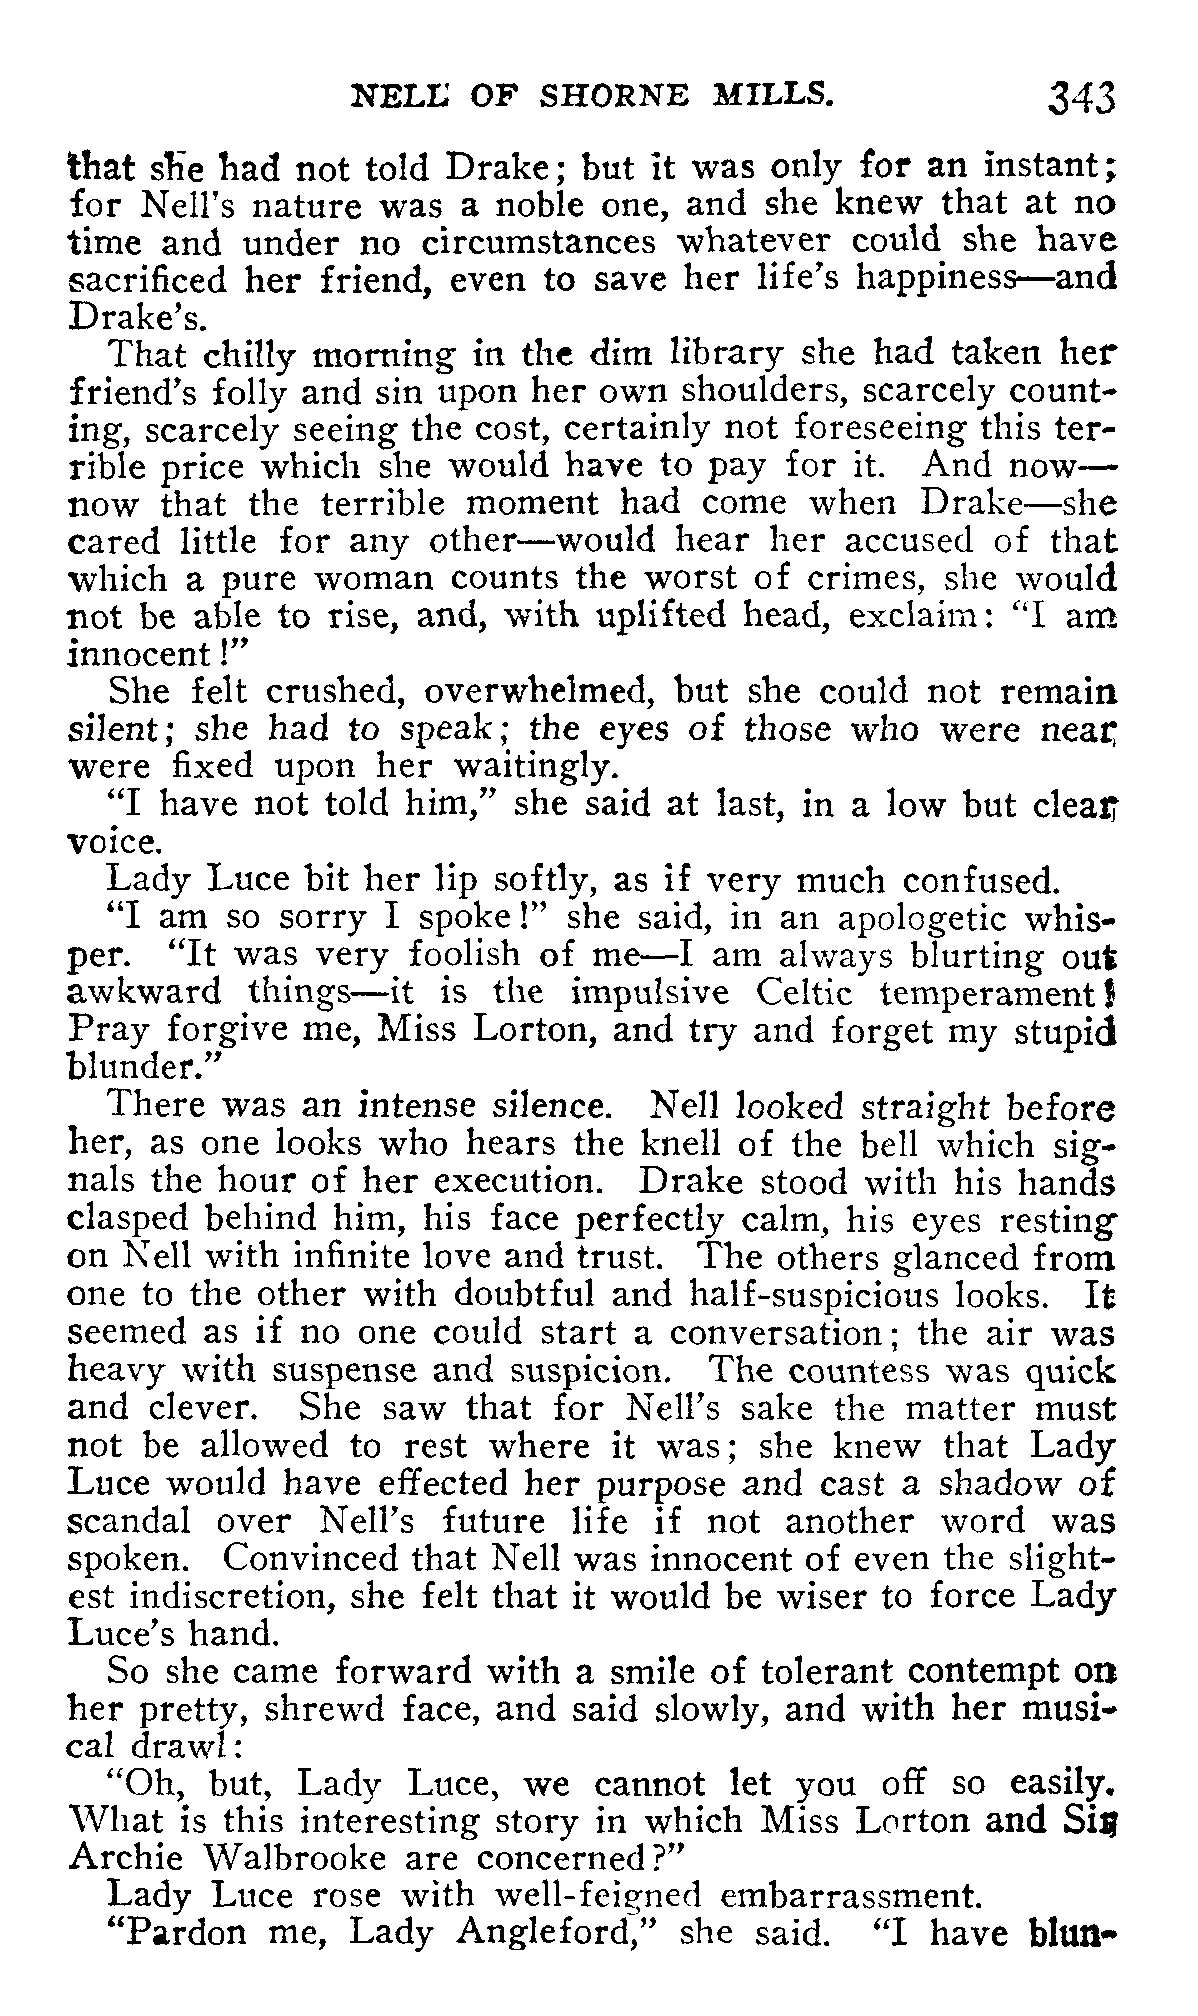 NELL OF SHORNE MILLS. 343
that she had not told Drake; but it was only for an instant;
for Nell's nature was a noble one, and she knew that at no
time and under no circumstances whatever could she have
sacrificed her friend, even to save her life's happiness—and
Drake's.
That chilly morning in the dim library she had taken her
friend's folly and sin upon her own shoulders, scarcely count-
ing, scarcely seeing the cost, certainly not foreseeing this ter-
rible price which she would have to pay for it. And now—
now that the terrible moment had come when Drake—she
cared little for any other—would hear her accused of that
which a pure woman counts the worst of crimes, she would
not be able to rise, and, with uplifted head, exclaim: "I am
innocent!"
She felt crushed, overwhelmed, but she could not remain
silent; she had to speak; the eyes of those who were near
were fixed upon her waitingly.
"I have not told him," she said at last, in a low but clear
voice.
Lady Luce bit her lip softly, as if very much confused.
"I am so sorry I spoke!" she said, in an apologetic whis-
per. "It was very foolish of me—I am always blurting out
awkward things—it is the impulsive Celtic temperament!
Pray forgive me, Miss Lorton, and try and forget my stupid
blunder."
There was an intense silence. Nell looked straight before
her, as one looks who hears the knell of the bell which sig-
nals the hour of her execution. Drake stood with his hands
clasped behind him, his face perfectly calm, his eyes resting
on Nell with infinite love and trust. The others glanced from
one to the other with doubtful and half-suspicious looks. It
seemed as if no one could start a conversation; the air was
heavy with suspense and suspicion. The countess was quick
and clever. She saw that for Nell's sake the matter must
not be allowed to rest where it was; she knew that Lady
Luce would have effected her purpose and cast a shadow of
scandal over Nell's future life if not another word was
spoken. Convinced that Nell was innocent of even the slight-
est indiscretion, she felt that it would be wiser to force Lady
Luce's hand.
So she came forward with a smile of tolerant contempt on
her pretty, shrewd face, and said slowly, and with her musi-
cal drawl:
"Oh, but, Lady Luce, we cannot let you off so easily.
What is this interesting story in which Miss Lorton and Sir
Archie Walbrooke are concerned?"
Lady Luce rose with well-feigned embarrassment.
"Pardon me, Lady Angleford," she said. "I have blun-